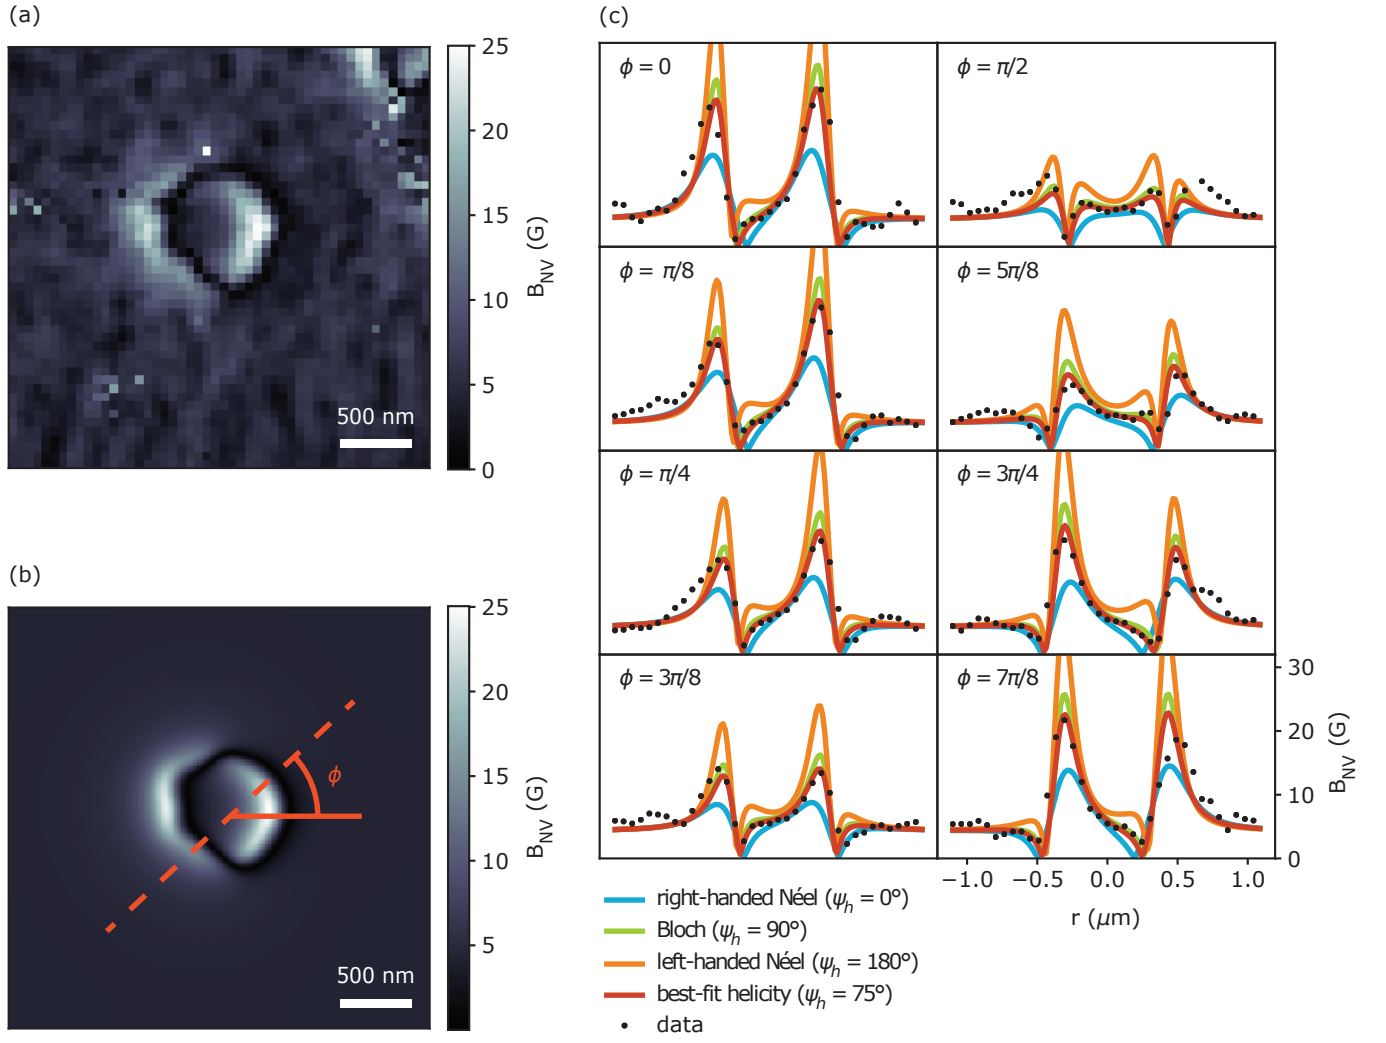 (a)
25
20
15
10
5
0
B_NV (G)
500 nm
(b)
25
20
15
10
5
B_NV (G)
ϕ
500 nm
(c)
ϕ = 0
ϕ = π/2
ϕ = π/8
ϕ = 5π/8
ϕ = π/4
ϕ = 3π/4
ϕ = 3π/8
ϕ = 7π/8
30
20
10
0
B_NV (G)
−1.0 −0.5 0.0 0.5 1.0
r (μm)
right-handed Néel (ψ_h = 0°)
Bloch (ψ_h = 90°)
left-handed Néel (ψ_h = 180°)
best-fit helicity (ψ_h = 75°)
data